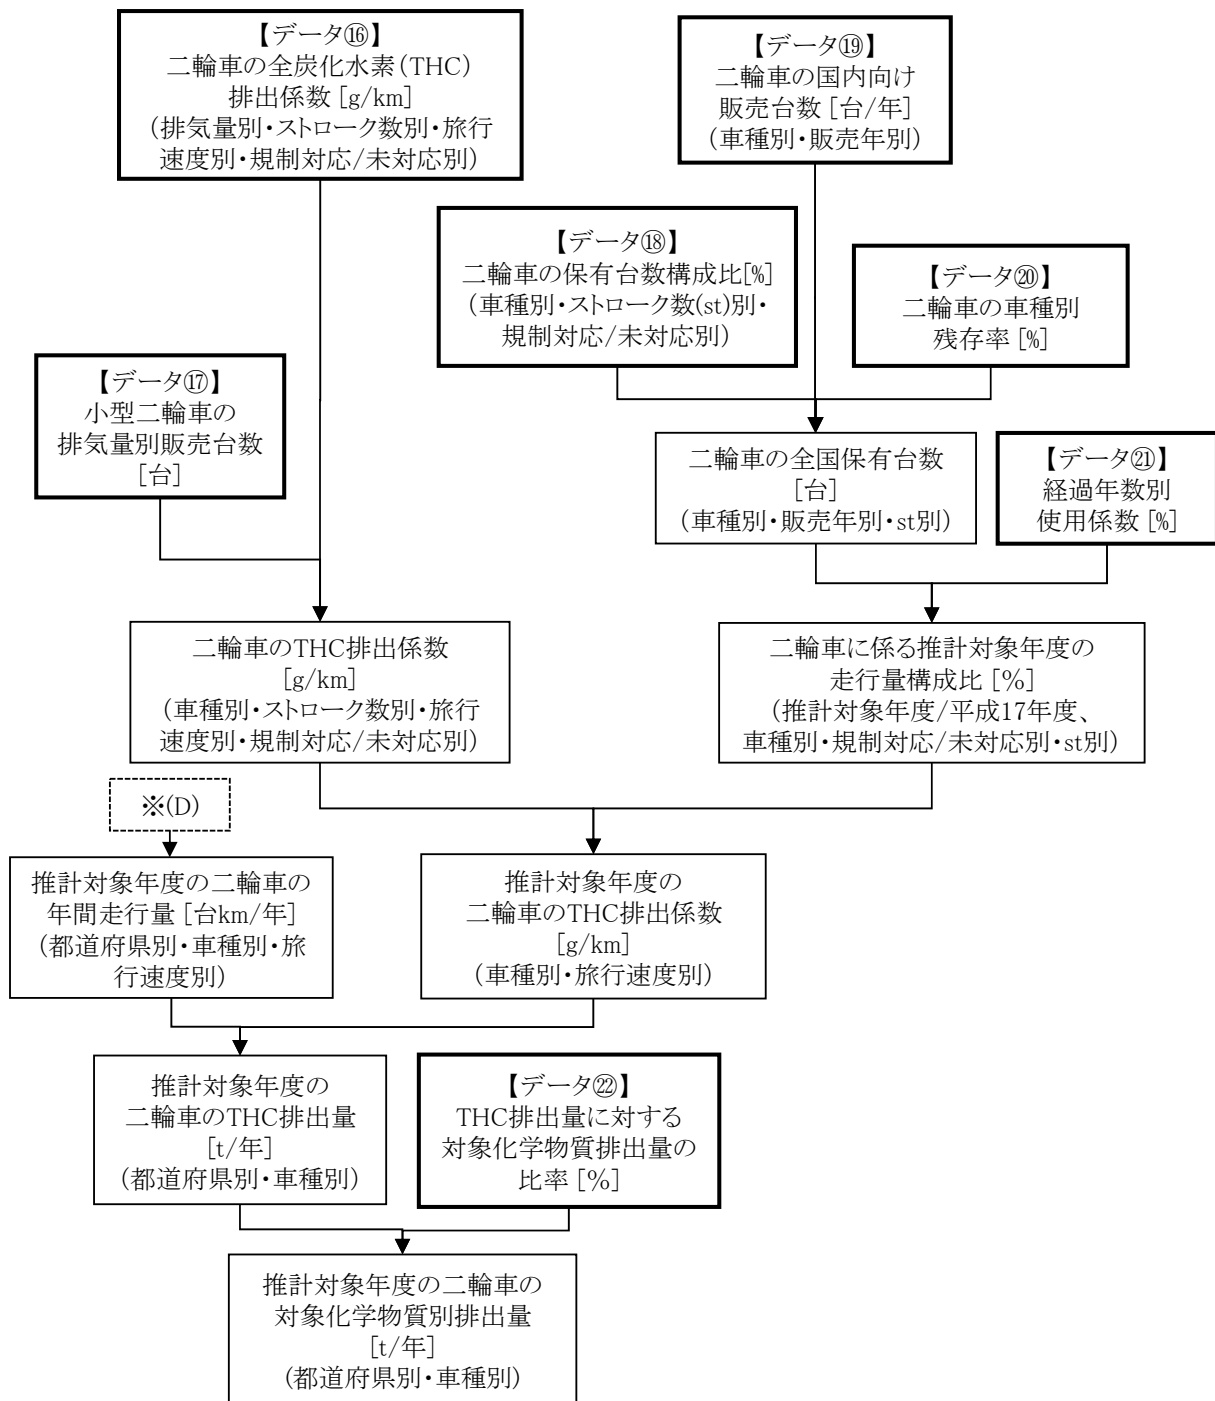 【データ⑯】
二輪車の全炭化水素(THC)
排出係数 [g/km]
(排気量別・ストローク数別・旅行
速度別・規制対応/未対応別)
【データ⑲】
二輪車の国内向け
販売台数 [台/年]
(車種別・販売年別)
【データ⑱】
二輪車の保有台数構成比[%]
(車種別・ストローク数(st)別・
規制対応/未対応別)
【データ⑳】
二輪車の車種別
残存率 [%]
【データ⑰】
小型二輪車の
排気量別販売台数
[台]
二輪車の全国保有台数
[台]
(車種別・販売年別・st別)
【データ㉑】
経過年数別
使用係数 [%]
二輪車のTHC排出係数
[g/km]
(車種別・ストローク数別・旅行
速度別・規制対応/未対応別)
二輪車に係る推計対象年度の
走行量構成比 [%]
(推計対象年度/平成17年度、
車種別・規制対応/未対応別・st別)
※(D)
推計対象年度の二輪車の
年間走行量 [台km/年]
(都道府県別・車種別・旅
行速度別)
推計対象年度の
二輪車のTHC排出係数
[g/km]
(車種別・旅行速度別)
推計対象年度の
二輪車のTHC排出量
[t/年]
(都道府県別・車種別)
【データ㉒】
THC排出量に対する
対象化学物質排出量の
比率 [%]
推計対象年度の二輪車の
対象化学物質別排出量
[t/年]
(都道府県別・車種別)